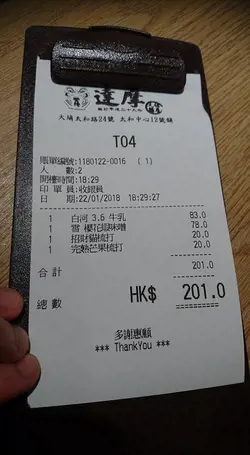 達摩
大埔太和路24號 太和中心12號舖
T04
賬單編號:1180122-0016 (1)
人 數:2
開檯時間:18:29
印 單 員:收銀員
日 期:22/01/2018 18:29:27
1 白河 3.6 牛乳 83.0
1 雪 櫻花蝦味噌 78.0
1 招財貓梳打 20.0
1 完熟芒果梳打 20.0
合計 201.0
總數 HK$ 201.0
多謝惠顧
*** ThankYou ***